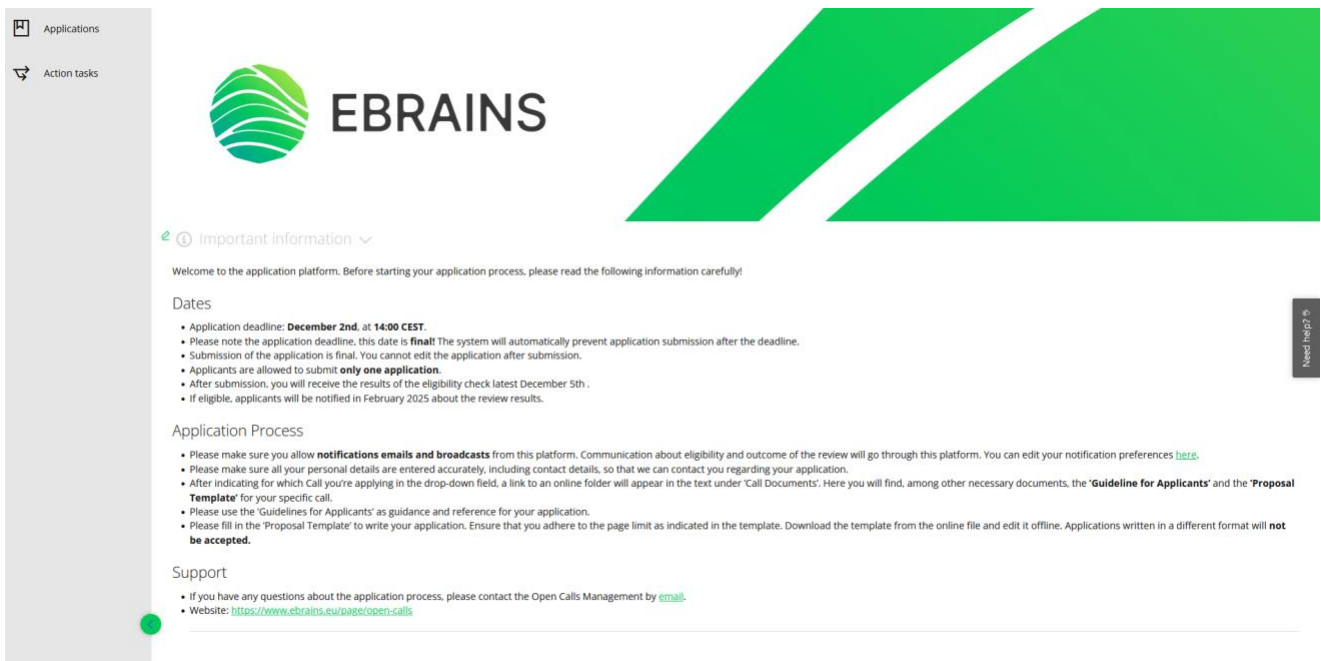 Applications
Action tasks
EBRAINS
Important information
Welcome to the application platform. Before starting your application process, please read the following information carefully!
Dates
• Application deadline: December 2nd, at 14:00 CEST.
• Please note the application deadline, this date is final! The system will automatically prevent application submission after the deadline.
• Submission of the application is final. You cannot edit the application after submission.
• Applicants are allowed to submit only one application.
• After submission, you will receive the results of the eligibility check latest December 5th .
• If eligible, applicants will be notified in February 2025 about the review results.
Need help?
Application Process
• Please make sure you allow notifications emails and broadcasts from this platform. Communication about eligibility and outcome of the review will go through this platform. You can edit your notification preferences here.
• Please make sure all your personal details are entered accurately, including contact details, so that we can contact you regarding your application.
• After indicating for which Call you're applying in the drop-down field, a link to an online folder will appear in the text under 'Call Documents'. Here you will find, among other necessary documents, the 'Guideline for Applicants' and the 'Proposal
Template' for your specific call.
• Please use the 'Guidelines for Applicants' as guidance and reference for your application.
• Please fill in the 'Proposal Template' to write your application. Ensure that you adhere to the page limit as indicated in the template. Download the template from the online file and edit it offline. Applications written in a different format will not
be accepted.
Support
• If you have any questions about the application process, please contact the Open Calls Management by email.
• Website: https://www.ebrains.eu/page/open-calls